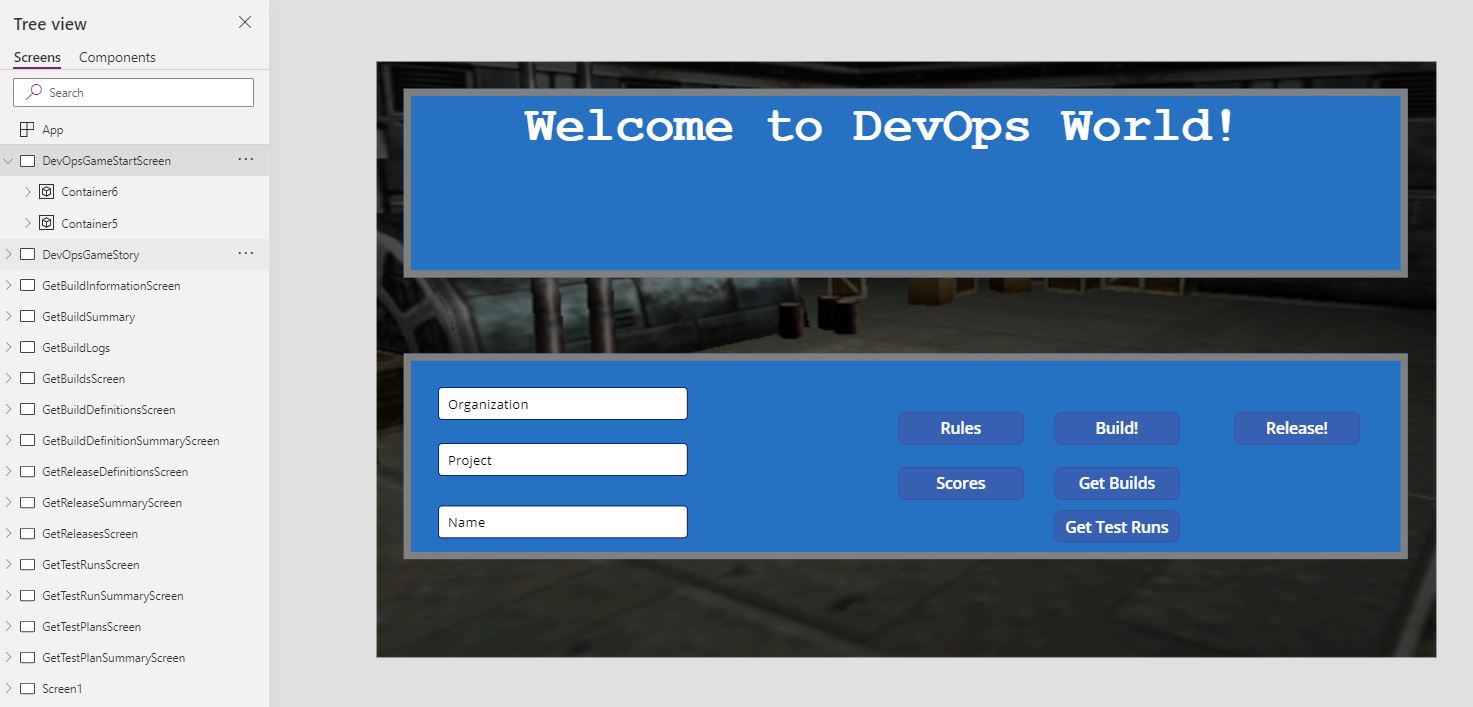 Tree view
Screens Components
Search
App
DevOpsGameStartScreen
Container6
Container5
DevOpsGameStory
GetBuildInformationScreen
GetBuildSummary
GetBuildLogs
GetBuildsScreen
GetBuildDefinitionsScreen
GetBuildDefinitionSummaryScreen
GetReleaseDefinitionsScreen
GetReleaseSummaryScreen
GetReleasesScreen
GetTestRunsScreen
GetTestRunSummaryScreen
GetTestPlansScreen
GetTestPlanSummaryScreen
Screen1
Welcome to DevOps World!
Organization
Project
Name
Rules Build! Release!
Scores Get Builds
Get Test Runs